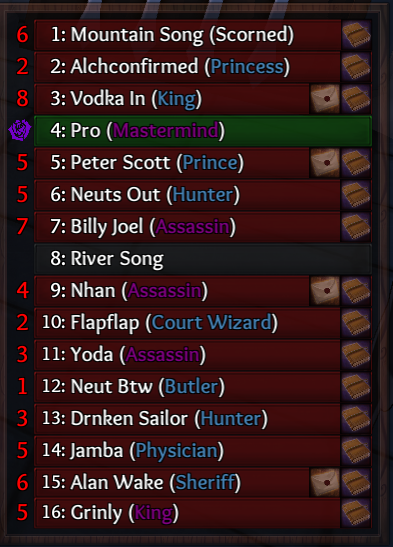 6 1: Mountain Song (Scorned)
2 2: Alchconfirmed (Princess)
8 3: Vodka In (King)
4: Pro (Mastermind)
5 5: Peter Scott (Prince)
5 6: Neuts Out (Hunter)
7 7: Billy Joel (Assassin)
8: River Song
4 9: Nhan (Assassin)
2 10: Flapflap (Court Wizard)
3 11: Yoda (Assassin)
1 12: Neut Btw (Butler)
3 13: Drnken Sailor (Hunter)
5 14: Jamba (Physician)
6 15: Alan Wake (Sheriff)
5 16: Grinly (King)